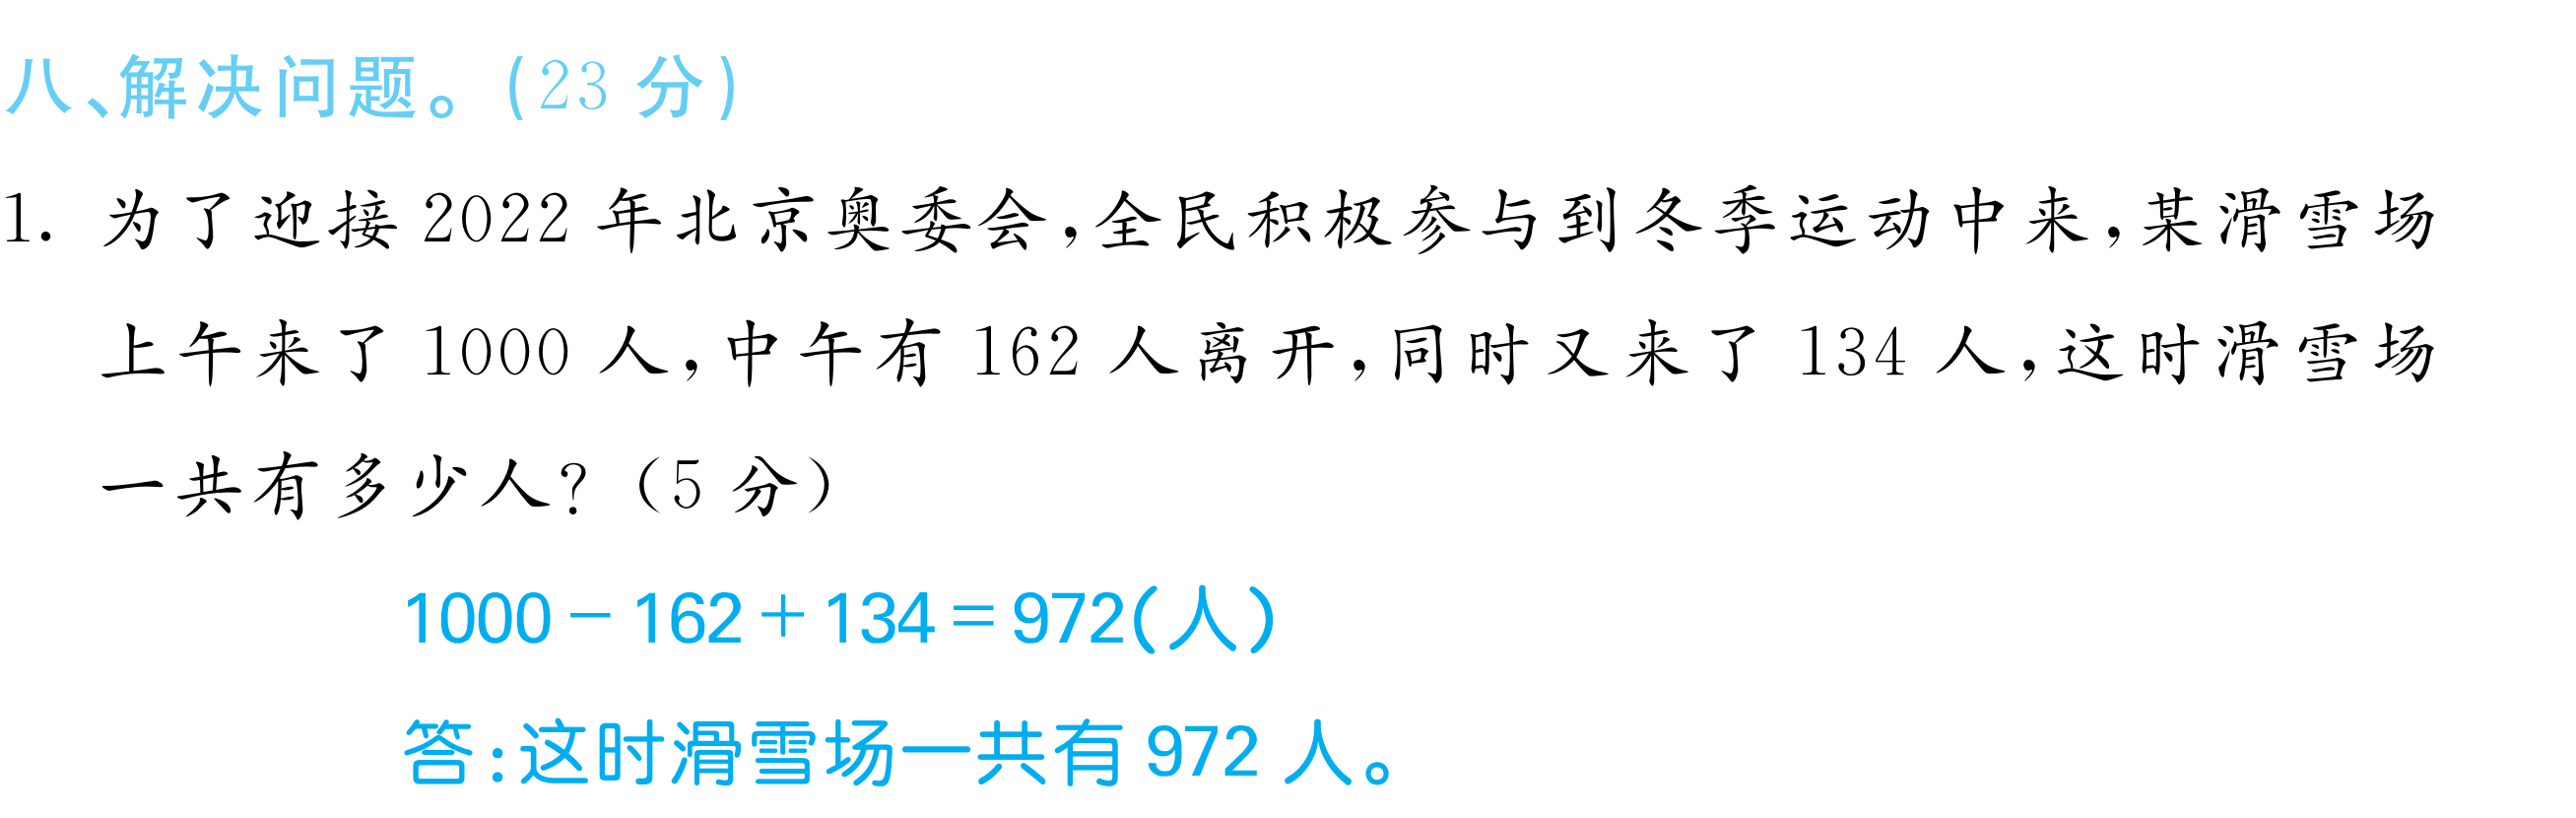 八、解决问题。(23 分)
1. 为了迎接 2022 年北京奥委会,全民积极参与到冬季运动中来,某滑雪场
上午来了 1000 人,中午有 162 人离开,同时又来了 134 人,这时滑雪场
一共有多少人?(5 分)
1000 − 162 + 134 = 972(人)
答:这时滑雪场一共有 972 人。